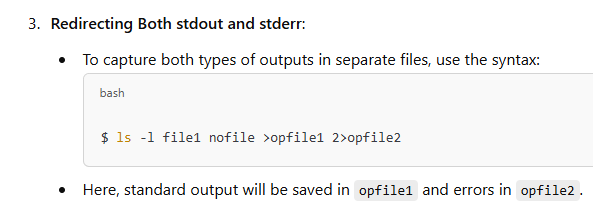 3. Redirecting Both stdout and stderr:
• To capture both types of outputs in separate files, use the syntax:
bash
$ ls -l file1 nofile >opfile1 2>opfile2
• Here, standard output will be saved in opfile1 and errors in opfile2.